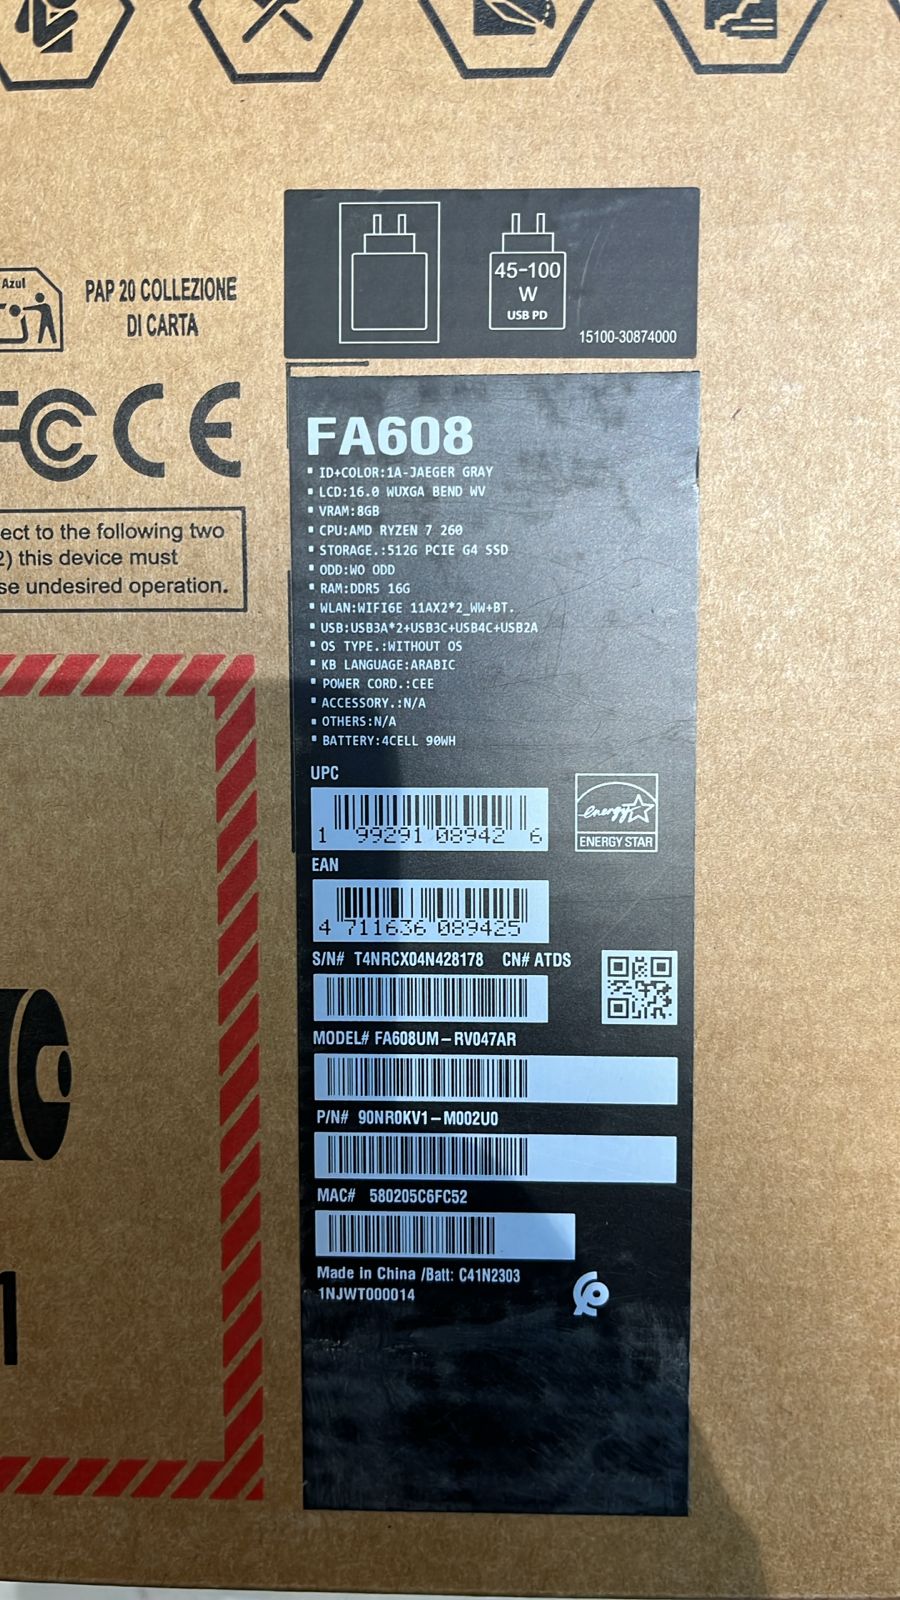 Azul
PAP 20 COLLEZIONE
DI CARTA
FC CE
ect to the following two
2) this device must
se undesired operation.
45-100
W
USB PD
15100-30874000
FA608
▪ ID+COLOR:1A-JAEGER GRAY
▪ LCD:16.0 WUXGA BEND WV
▪ VRAM:8GB
▪ CPU:AMD RYZEN 7 260
▪ STORAGE.:512G PCIE G4 SSD
▪ ODD:WO ODD
▪ RAM:DDR5 16G
▪ WLAN:WIFI6E 11AX2*2_WW+BT.
▪ USB:USB3A*2+USB3C+USB4C+USB2A
▪ OS TYPE.:WITHOUT OS
▪ KB LANGUAGE:ARABIC
▪ POWER CORD.:CEE
▪ ACCESSORY.:N/A
▪ OTHERS:N/A
▪ BATTERY:4CELL 90WH
UPC
1 99291 08942 6
energy
ENERGY STAR
EAN
4 711636 089425
S/N# T4NRCX04N428178 CN# ATDS
MODEL# FA608UM-RV047AR
P/N# 90NR0KV1-M002U0
MAC# 580205C6FC52
Made in China /Batt: C41N2303
1NJWT000014
1